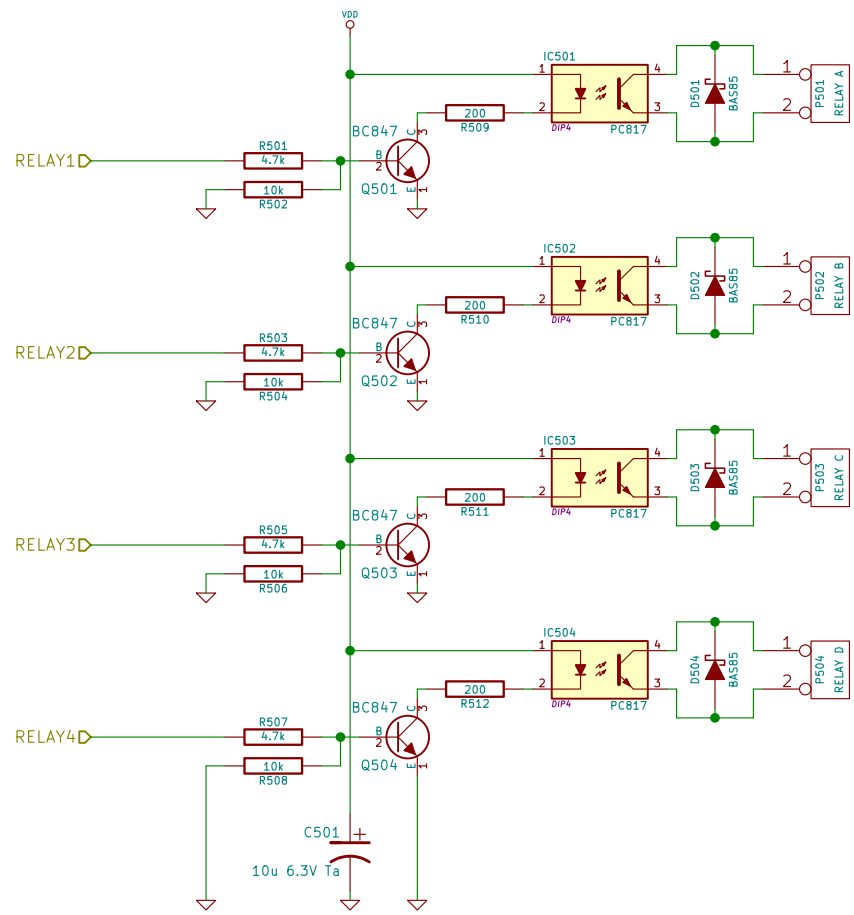 VDD
IC501
1
4
2
3
DIP4
PC817
200
R509
D501
BAS85
1
2
P501
RELAY A
BC847
C
3
B
2
E
1
Q501
RELAY1
R501
4.7k
10k
R502
IC502
1
4
2
3
DIP4
PC817
200
R510
D502
BAS85
1
2
P502
RELAY B
BC847
C
3
B
2
E
1
Q502
RELAY2
R503
4.7k
10k
R504
IC503
1
4
2
3
DIP4
PC817
200
R511
D503
BAS85
1
2
P503
RELAY C
BC847
C
3
B
2
E
1
Q503
RELAY3
R505
4.7k
10k
R506
IC504
1
4
2
3
DIP4
PC817
200
R512
D504
BAS85
1
2
P504
RELAY D
BC847
C
3
B
2
E
1
Q504
RELAY4
R507
4.7k
10k
R508
C501
+
10u 6.3V Ta